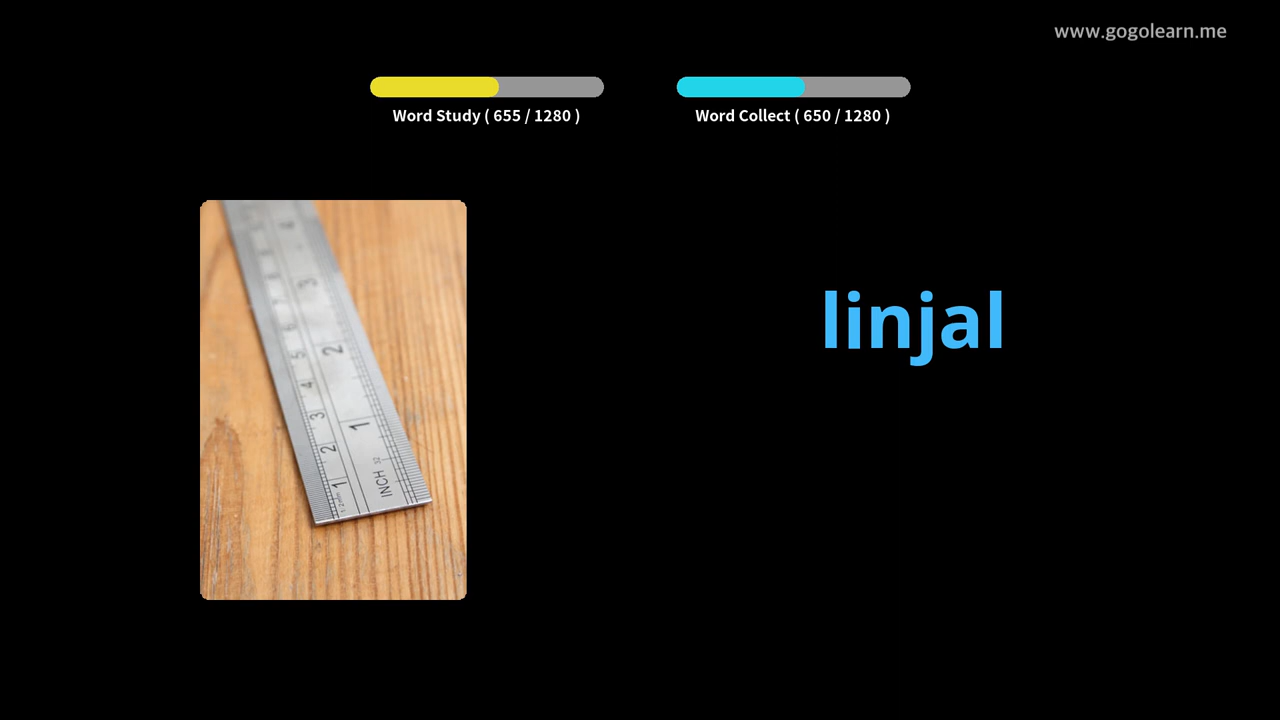 www.gogolearn.me
Word Study ( 655 / 1280 )
Word Collect ( 650 / 1280 )
linjal
4
3
2
1
INCH 32
5
4
3
2
1